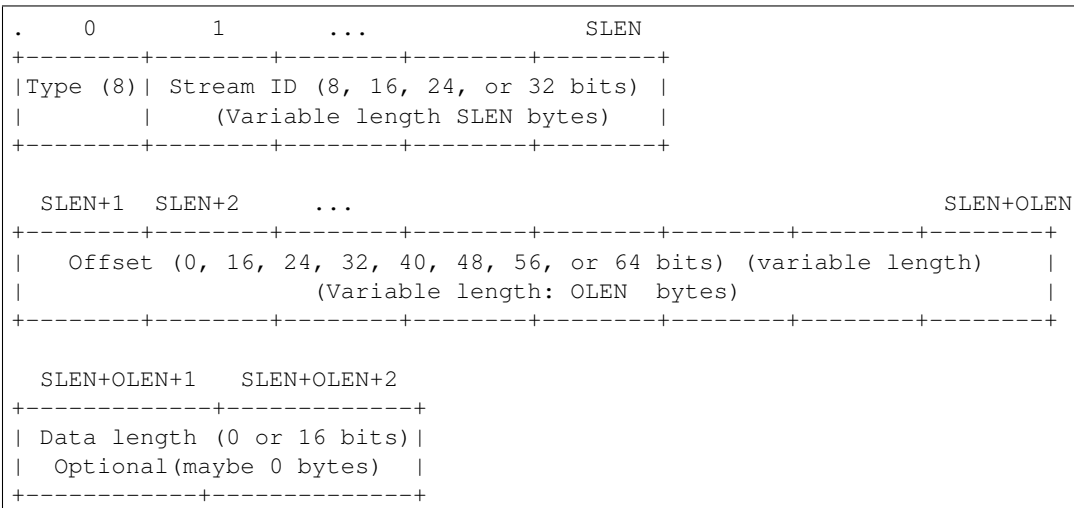 .    0        1       ...               SLEN
+--------+--------+--------+--------+--------+
|Type (8)| Stream ID (8, 16, 24, or 32 bits) |
|        |    (Variable length SLEN bytes)   |
+--------+--------+--------+--------+--------+
  SLEN+1  SLEN+2     ...                                         SLEN+OLEN
+--------+--------+--------+--------+--------+--------+--------+--------+
|   Offset (0, 16, 24, 32, 40, 48, 56, or 64 bits) (variable length)    |
|                    (Variable length: OLEN  bytes)                     |
+--------+--------+--------+--------+--------+--------+--------+--------+
  SLEN+OLEN+1   SLEN+OLEN+2
+-------------+-------------+
| Data length (0 or 16 bits)|
|  Optional(maybe 0 bytes)  |
+------------+--------------+